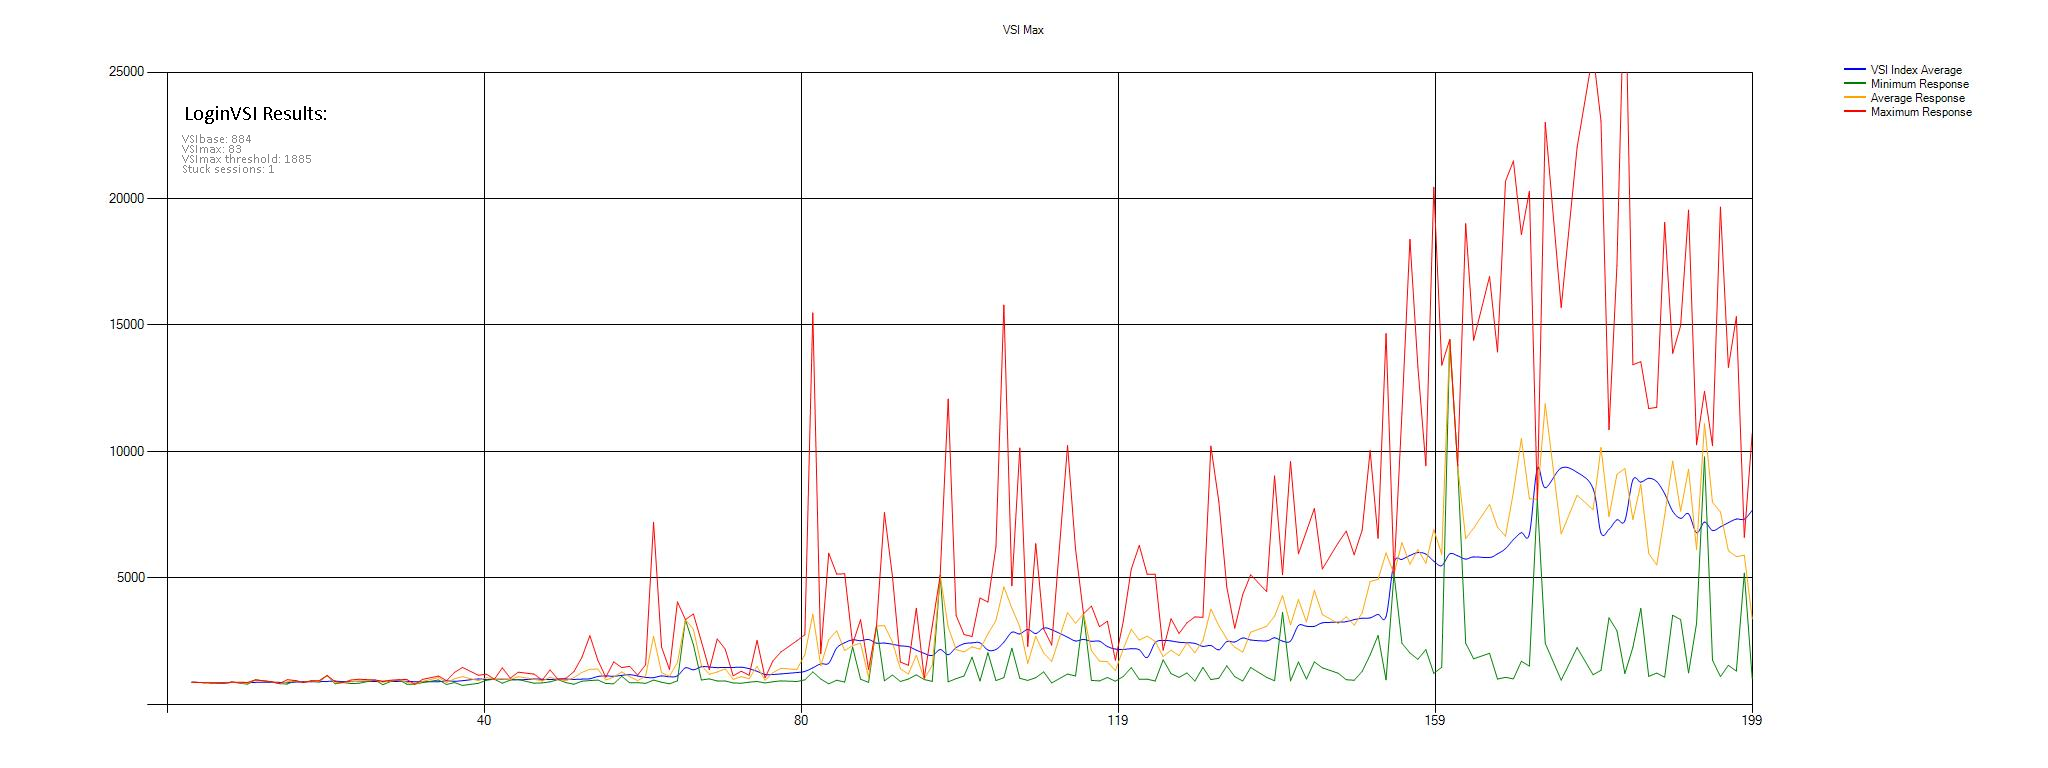 VSI Max
25000
20000
15000
10000
5000
LoginVSI Results:
VSIbase: 884
VSImax: 83
VSImax threshold: 1885
Stuck sessions: 1
40
80
119
159
199
VSI Index Average
Minimum Response
Average Response
Maximum Response